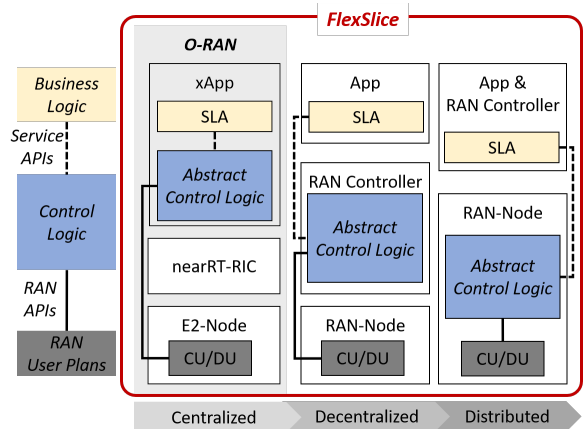 FlexSlice
O-RAN
Business
Logic
Service
APIs
Control
Logic
RAN
APIs
RAN
User Plans
xApp
SLA
Abstract
Control Logic
nearRT-RIC
E2-Node
CU/DU
App
SLA
RAN Controller
Abstract
Control Logic
RAN-Node
CU/DU
App &
RAN Controller
SLA
RAN-Node
Abstract
Control Logic
CU/DU
Centralized
Decentralized
Distributed